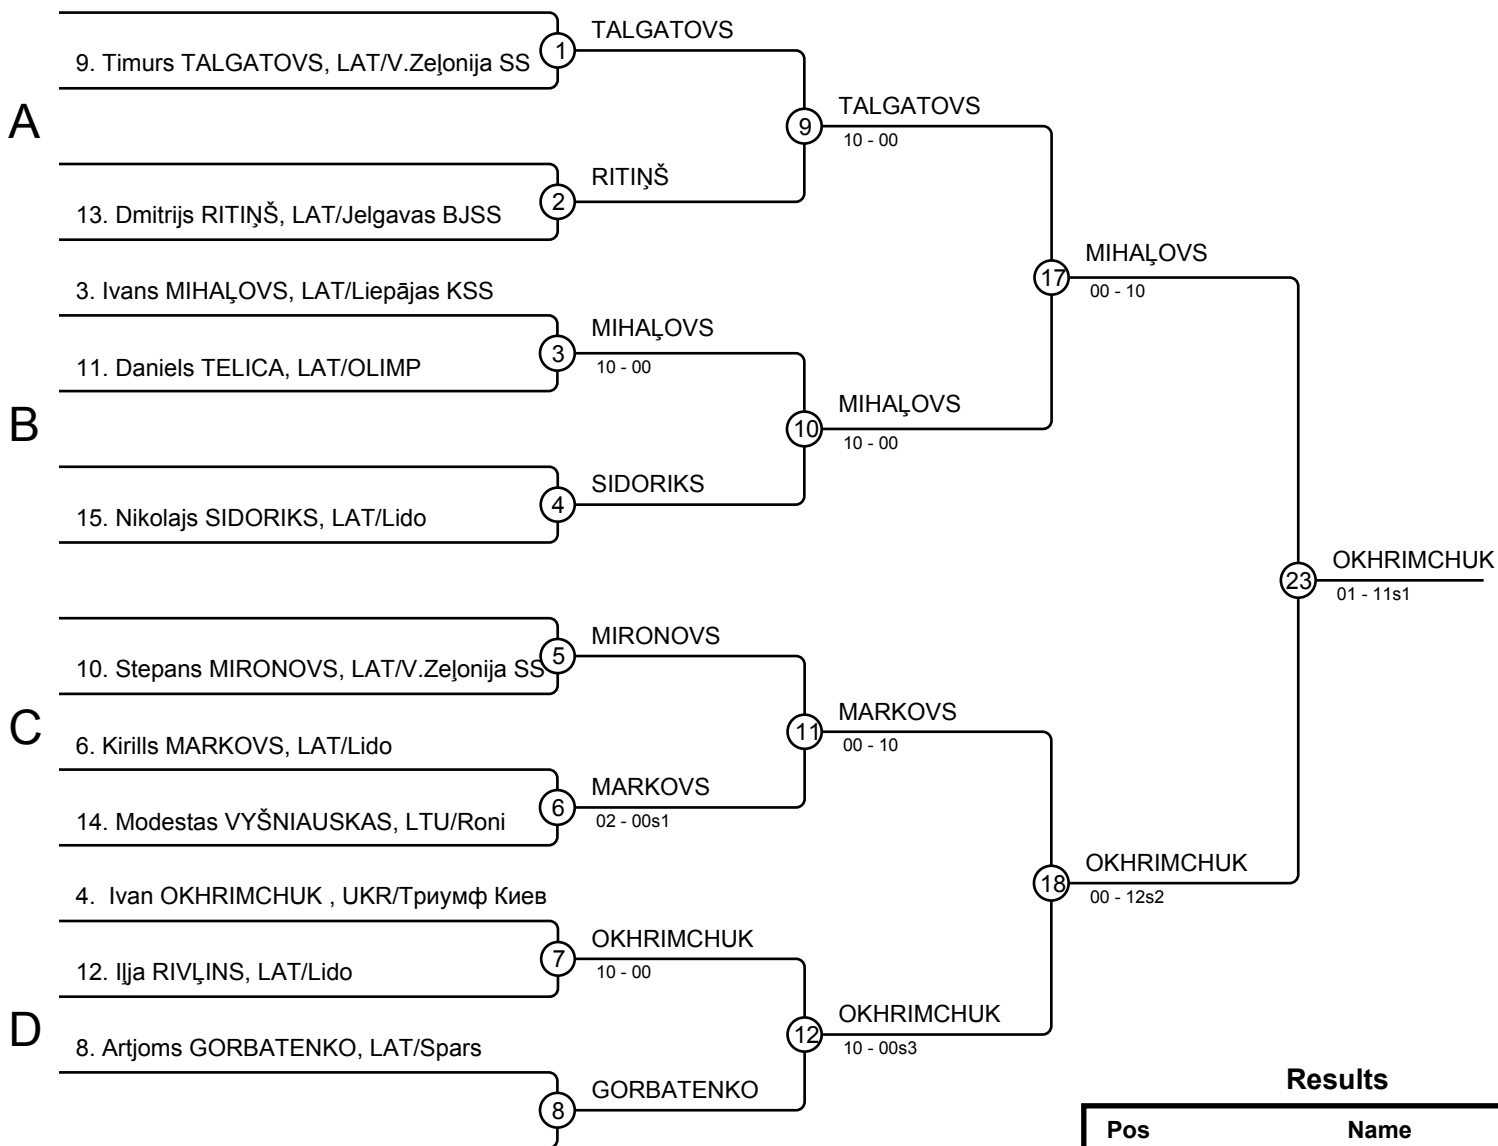 TALGATOVS
1
9. Timurs TALGATOVS, LAT/V.Zeļonija SS
A
9
TALGATOVS
10 - 00
RITIŅŠ
2
13. Dmitrijs RITIŅŠ, LAT/Jelgavas BJSS
17
MIHAĻOVS
00 - 10
3. Ivans MIHAĻOVS, LAT/Liepājas KSS
MIHAĻOVS
3
10 - 00
11. Daniels TELICA, LAT/OLIMP
B
10
MIHAĻOVS
10 - 00
SIDORIKS
4
15. Nikolajs SIDORIKS, LAT/Lido
23
OKHRIMCHUK
01 - 11s1
MIRONOVS
5
10. Stepans MIRONOVS, LAT/V.Zeļonija SS
C
11
MARKOVS
00 - 10
6. Kirills MARKOVS, LAT/Lido
MARKOVS
6
02 - 00s1
14. Modestas VYŠNIAUSKAS, LTU/Roni
18
OKHRIMCHUK
00 - 12s2
4. Ivan OKHRIMCHUK , UKR/Триумф Киев
OKHRIMCHUK
7
10 - 00
12. Iļja RIVĻINS, LAT/Lido
D
12
OKHRIMCHUK
10 - 00s3
8. Artjoms GORBATENKO, LAT/Spars
GORBATENKO
8
Results
Pos Name